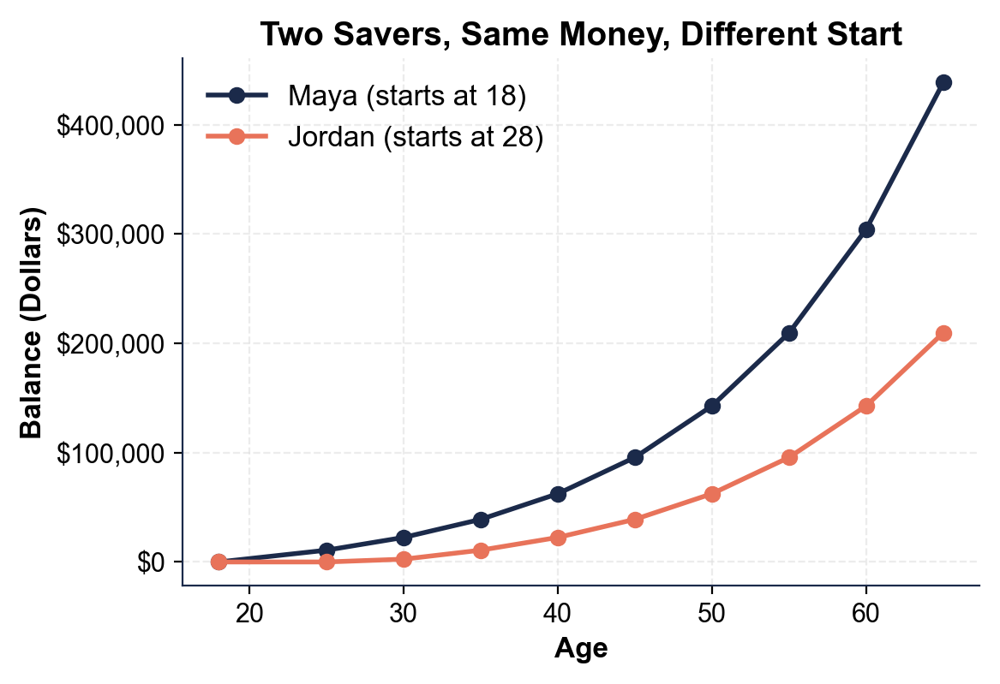 Two Savers, Same Money, Different Start
Maya (starts at 18)
Jordan (starts at 28)
Balance (Dollars)
$400,000
$300,000
$200,000
$100,000
$0
20 30 40 50 60
Age